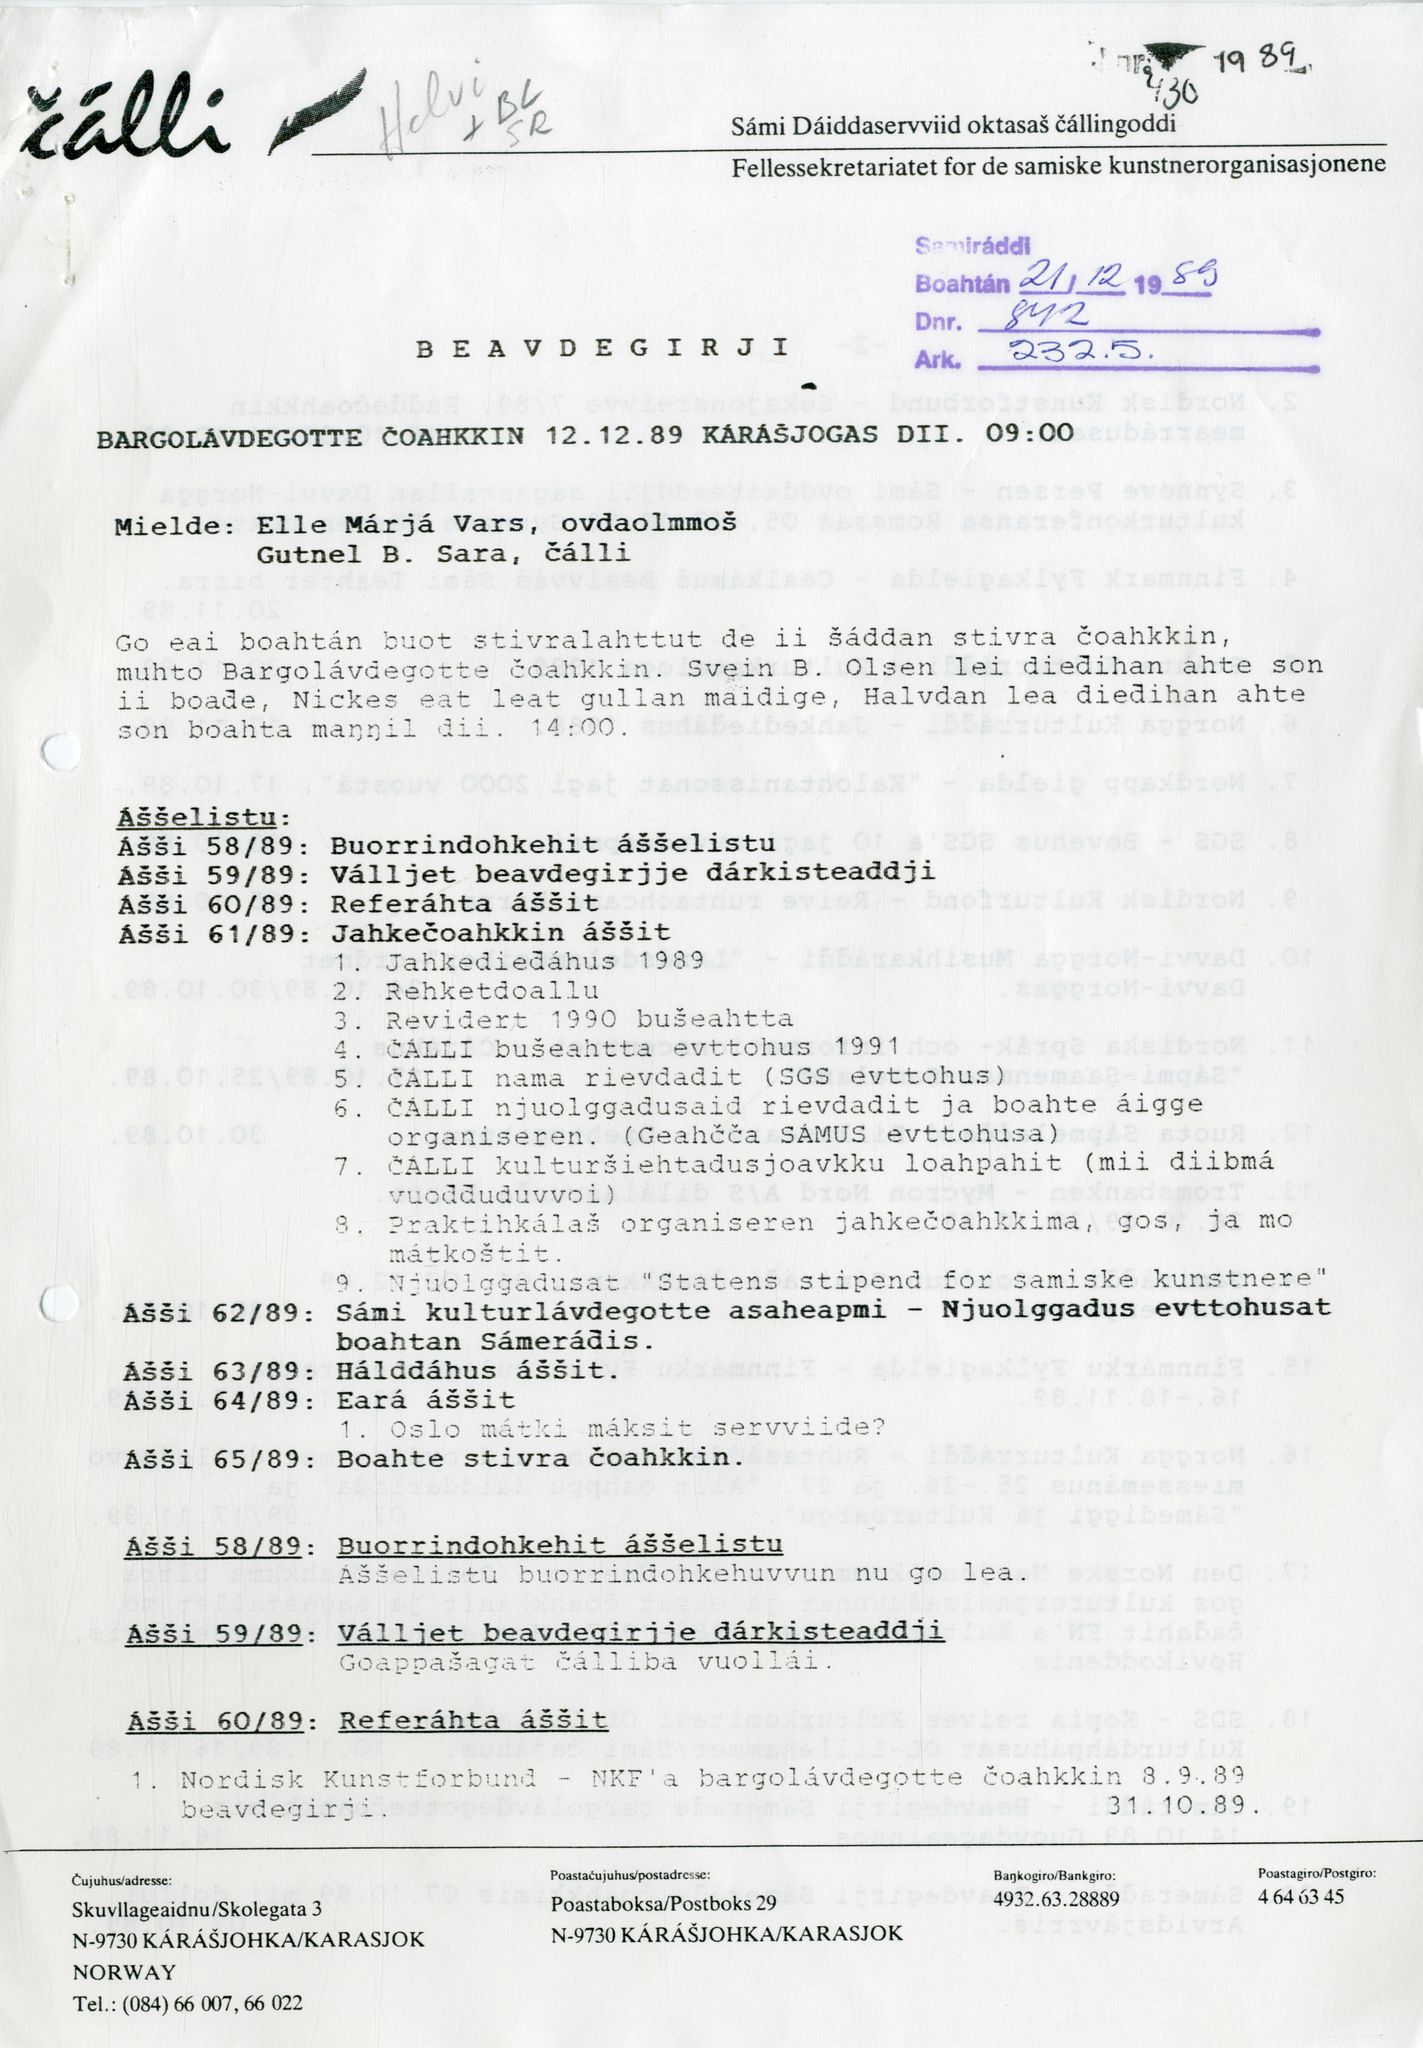 čálli
Helvi
+ BL
SR
1989
430
Sámi Dáiddaservviid oktasaš čállingoddi
Fellessekretariatet for de samiske kunstnerorganisasjonene
Samiráddi
Boahtán 21/12 1989
Dnr. 842
Ark. 232.5.
BEAVDEGIRJI
BARGOLÁVDEGOTTE ČOAHKKIN 12.12.89 KÁRÁŠJOGAS DII. 09:00
Mielde: Elle Márjá Vars, ovdaolmmoš
Gutnel B. Sara, čálli
Go eai boahtán buot stivralahttut de ii šáddan stivra čoahkkin,
muhto Bargolávdegotte čoahkkin. Svein B. Olsen lei diedihan ahte son
ii boade, Nickes eat leat gullan maidige, Halvdan lea diedihan ahte
son boahta maŋŋil dii. 14:00.
Áššelistu:
Ášši 58/89: Buorrindohkehit áššelistu
Ášši 59/89: Válljet beavdegirjje dárkisteaddji
Ášši 60/89: Referáhta áššit
Ášši 61/89: Jahkečoahkkin áššit
1. Jahkediedáhus 1989
2. Rehketdoallu
3. Revidert 1990 bušeahtta
4. ČÁLLI bušeahtta evttohus 1991
5. ČÁLLI nama rievdadit (SGS evttohus)
6. ČÁLLI njuolggadusaid rievdadit ja boahte áigge
organiseren. (Geahčča SÁMUS evttohusa)
7. ČÁLLI kulturšiehtadusjoavkku loahpahit (mii diibmá
vuodduduvvoi)
8. Praktihkálaš organiseren jahkečoahkkima, gos, ja mo
mátkoštit.
9. Njuolggadusat "Statens stipend for samiske kunstnere"
Ášši 62/89: Sámi kulturlávdegotte asaheapmi - Njuolggadus evttohusat
boahtan Sámerádis.
Ášši 63/89: Hálddáhus áššit.
Ášši 64/89: Eará áššit
1. Oslo mátki máksit servviide?
Ášši 65/89: Boahte stivra čoahkkin.
Ášši 58/89: Buorrindohkehit áššelistu
Áššelistu buorrindohkehuvvun nu go lea.
Ášši 59/89: Válljet beavdegirjje dárkisteaddji
Goappašagat čálliba vuollái.
Ášši 60/89: Referáhta áššit
1. Nordisk Kunstforbund - NKF'a bargolávdegotte čoahkkin 8.9.89
beavdegirji. 31.10.89.
Čujuhus/adresse:
Skuvllageaidnu/Skolegata 3
N-9730 KÁRÁŠJOHKA/KARASJOK
NORWAY
Tel.: (084) 66 007, 66 022
Poastačujuhus/postadresse:
Poastaboksa/Postboks 29
N-9730 KÁRÁŠJOHKA/KARASJOK
Baŋkogiro/Bankgiro:
4932.63.28889
Poastagiro/Postgiro:
4 64 63 45